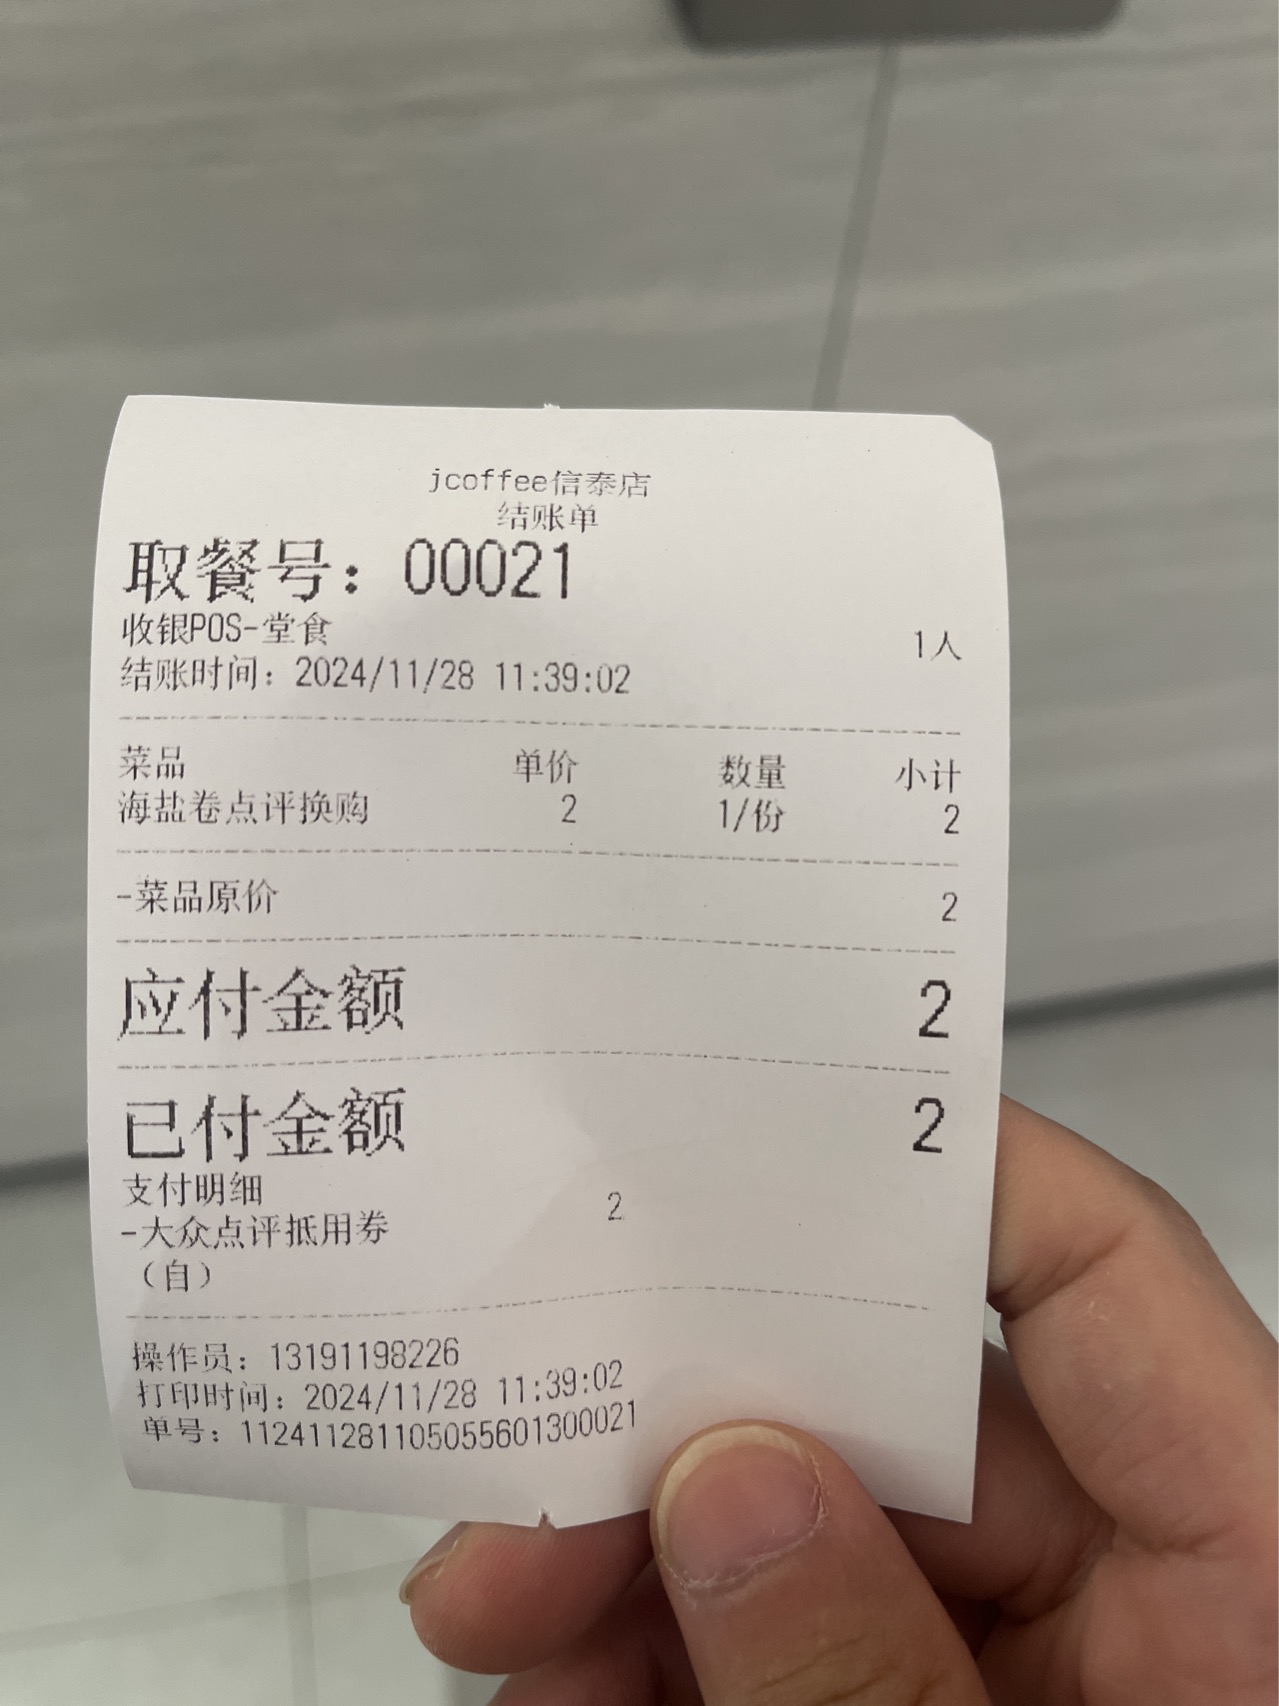 jcoffee信泰店
结账单
取餐号：00021
收银POS-堂食 1人
结账时间：2024/11/28 11:39:02
菜品 单价 数量 小计
海盐卷点评换购 2 1/份 2
-菜品原价 2
应付金额 2
已付金额 2
支付明细
-大众点评抵用券 2
（自）
操作员：13191198226
打印时间：2024/11/28 11:39:02
单号：112411281105055601300021